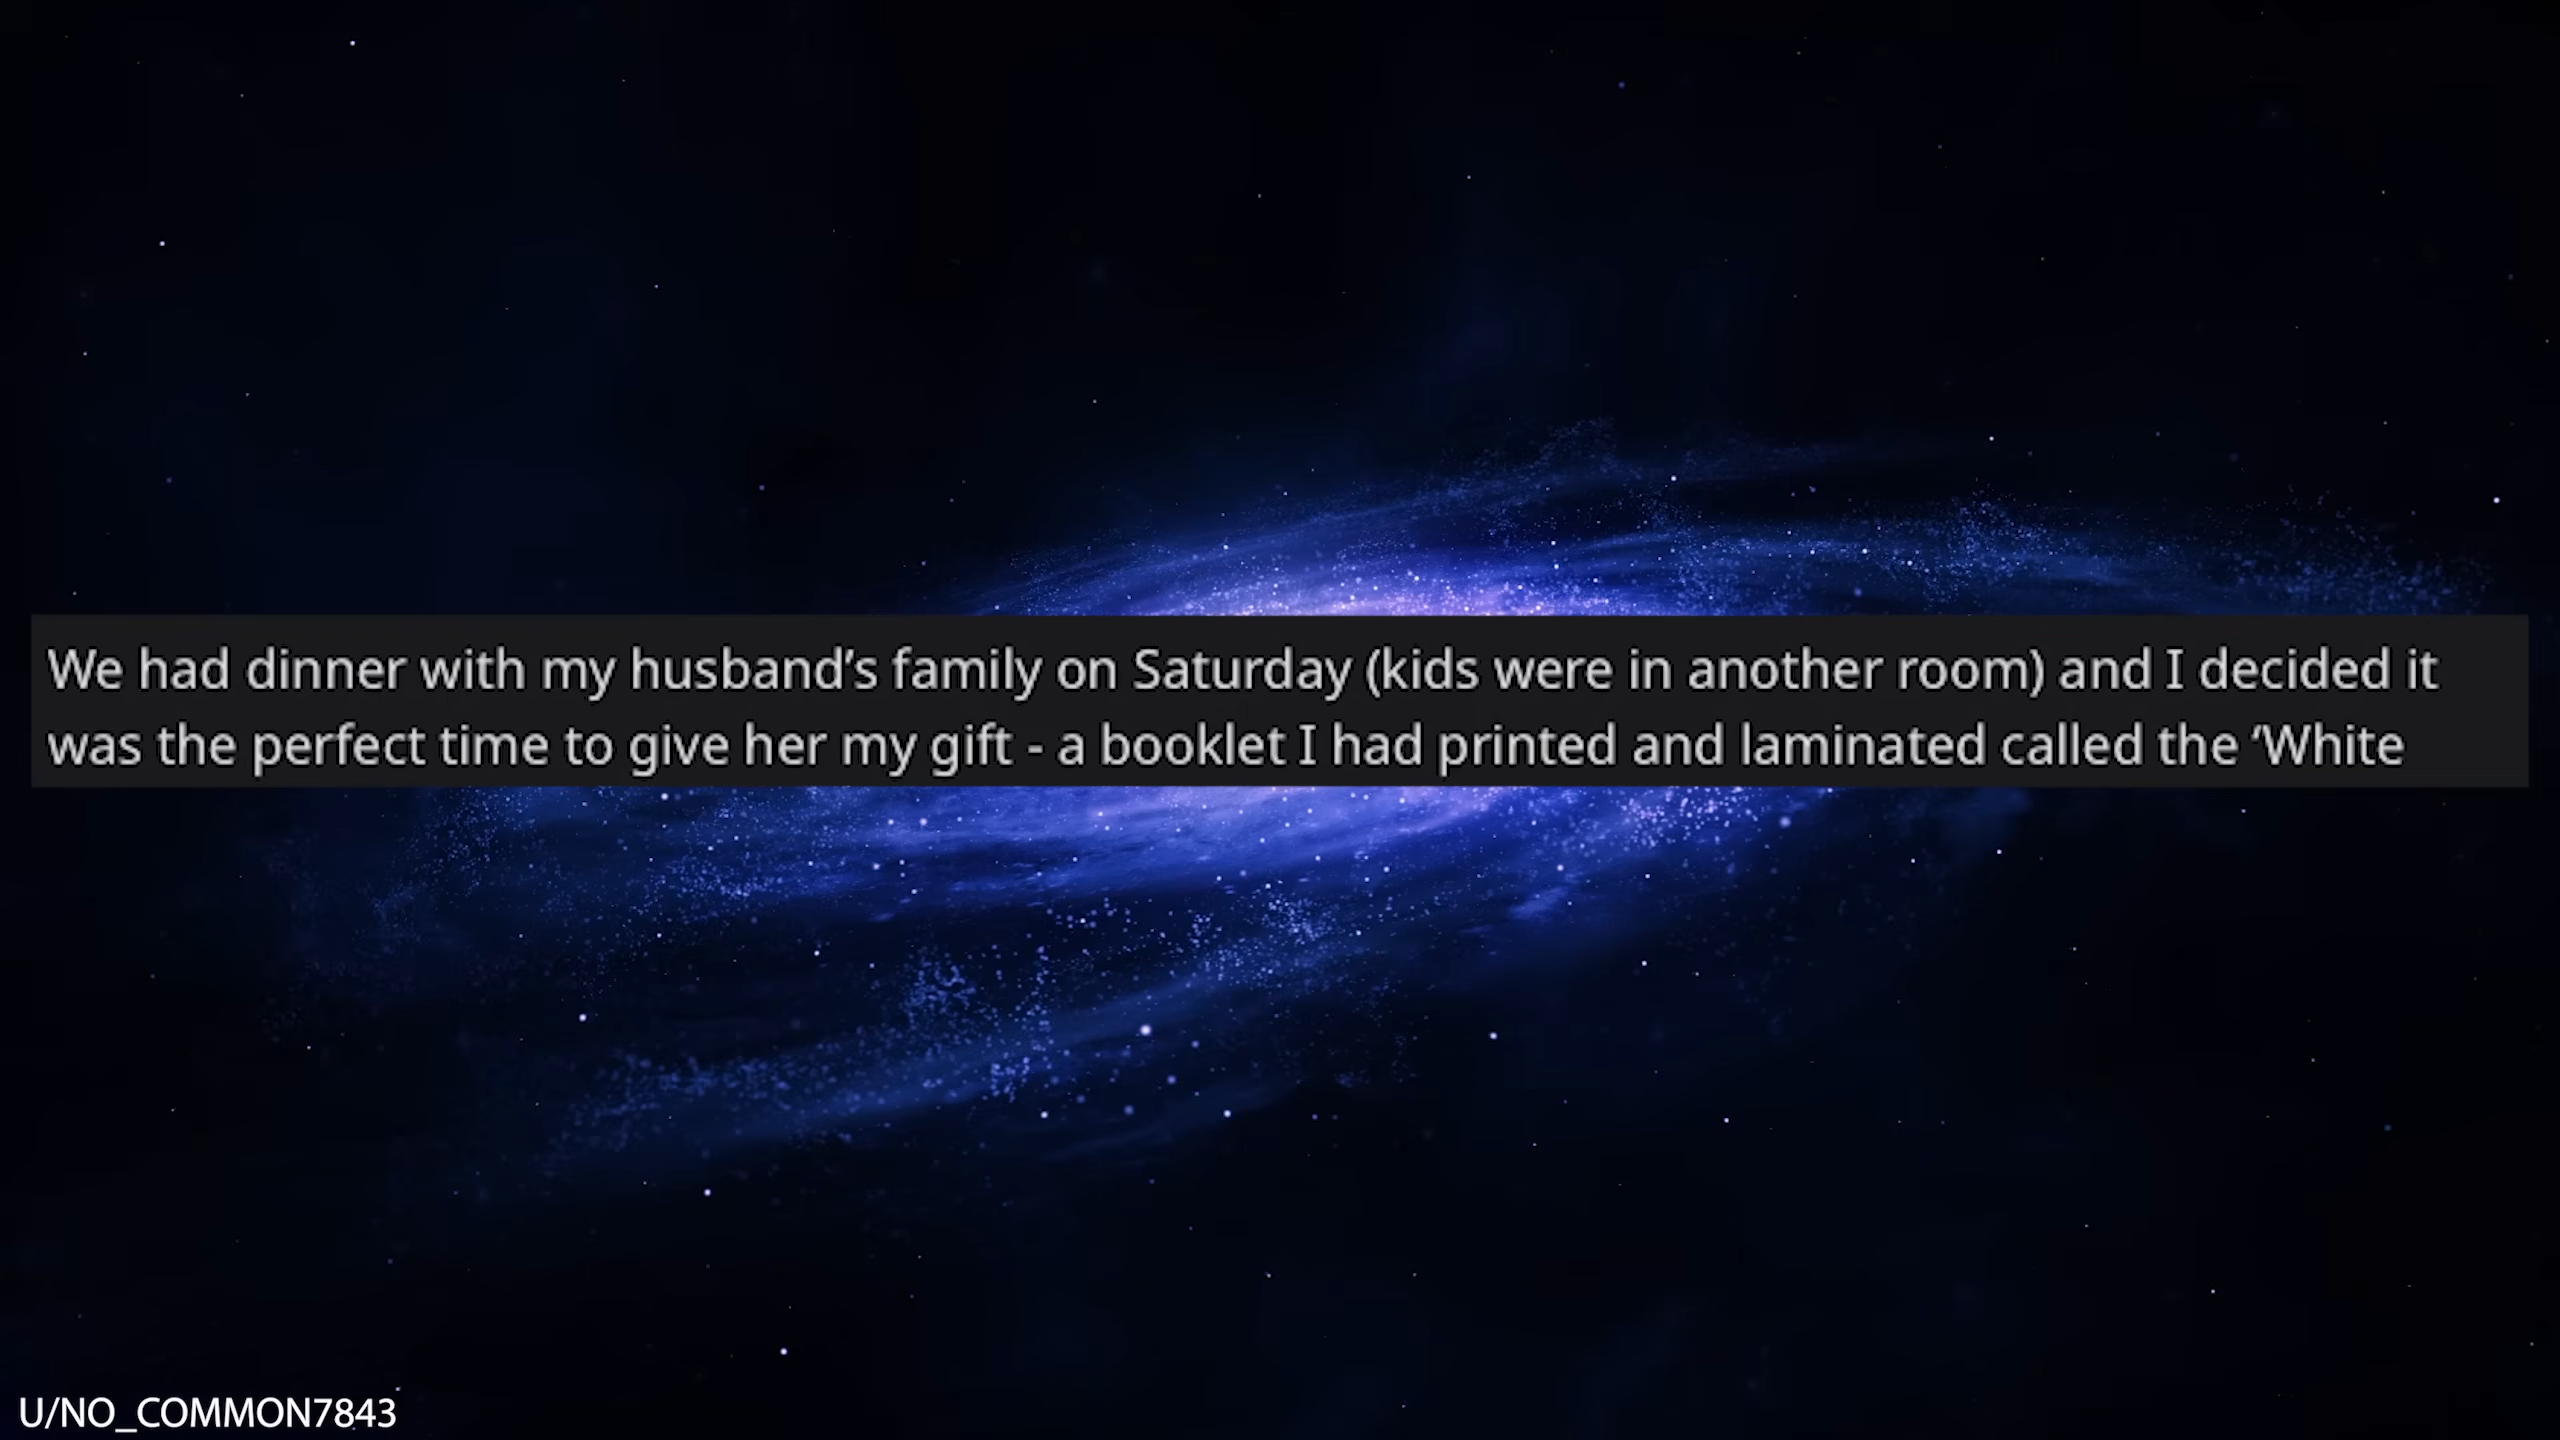 We had dinner with my husband’s family on Saturday (kids were in another room) and I decided it
was the perfect time to give her my gift - a booklet I had printed and laminated called the ‘White
U/NO_COMMON7843